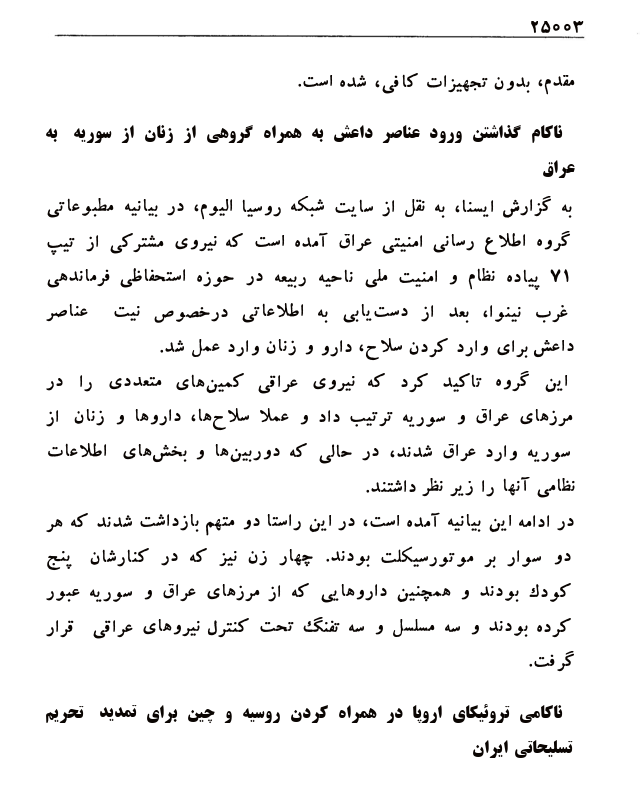 ۲۵۰۰۳
مقدم، بدون تجهیزات کافی، شده است.
ناکام گذاشتن ورود عناصر داعش به همراه گروهی از زنان از سوریه به
عراق
به گزارش ایسنا، به نقل از سایت شبکه روسیا الیوم، در بیانیه مطبوعاتی
گروه اطلاع رسانی امنیتی عراق آمده است که نیروی مشترکی از تیپ
۷۱ پیاده نظام و امنیت ملی ناحیه ربیعه در حوزه استحفاظی فرماندهی
غرب نینوا، بعد از دست‌یابی به اطلاعاتی درخصوص نیت عناصر
داعش برای وارد کردن سلاح، دارو و زنان وارد عمل شد.
این گروه تاکید کرد که نیروی عراقی کمین‌های متعددی را در
مرزهای عراق و سوریه ترتیب داد و عملا سلاح‌ها، داروها و زنان از
سوریه وارد عراق شدند، در حالی که دوربین‌ها و بخش‌های اطلاعات
نظامی آنها را زیر نظر داشتند.
در ادامه این بیانیه آمده است، در این راستا دو متهم بازداشت شدند که هر
دو سوار بر موتورسیکلت بودند. چهار زن نیز که در کنارشان پنج
کودك بودند و همچنین داروهایی که از مرزهای عراق و سوریه عبور
کرده بودند و سه مسلسل و سه تفنگ تحت کنترل نیروهای عراقی قرار
گرفت.
ناکامی تروئیکای اروپا در همراه کردن روسیه و چین برای تمدید تحریم
تسلیحاتی ایران